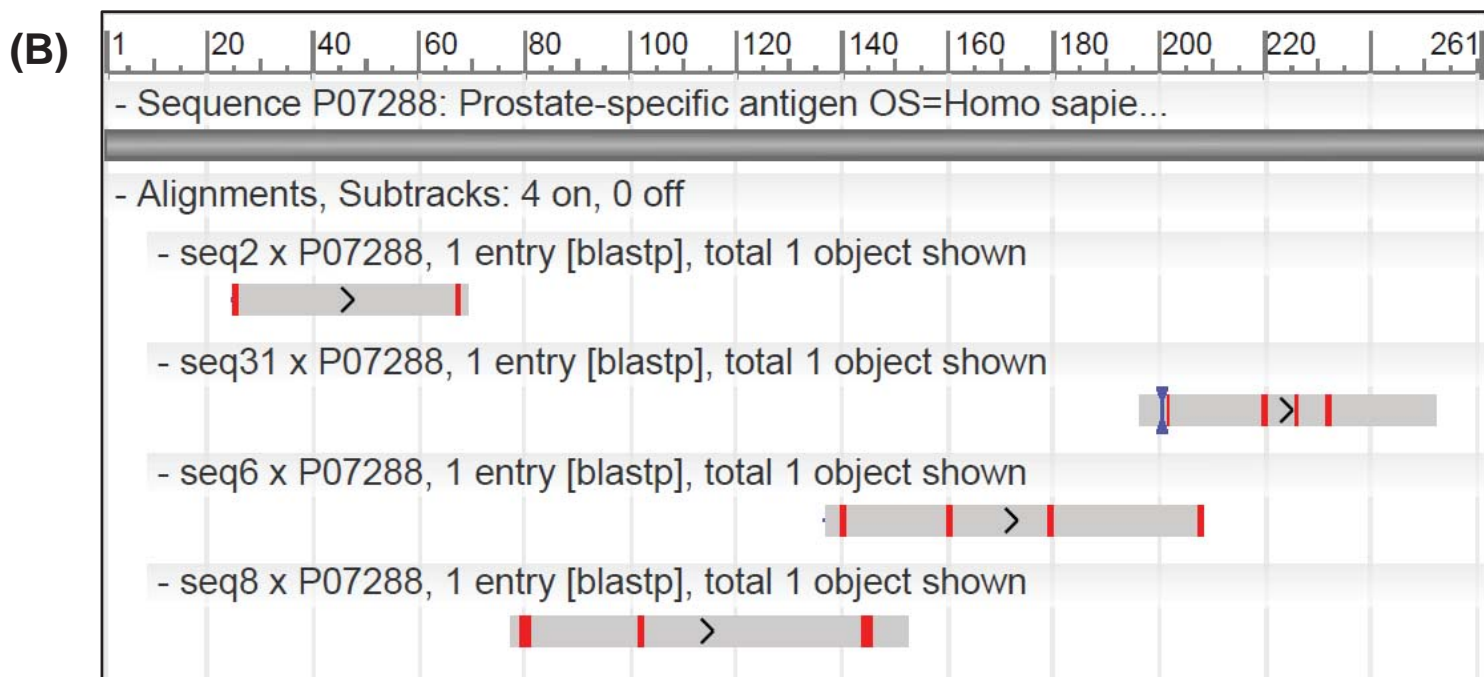 (B)
1 20 40 60 80 100 120 140 160 180 200 220 261
- Sequence P07288: Prostate-specific antigen OS=Homo sapie...
- Alignments, Subtracks: 4 on, 0 off
- seq2 x P07288, 1 entry [blastp], total 1 object shown
- seq31 x P07288, 1 entry [blastp], total 1 object shown
- seq6 x P07288, 1 entry [blastp], total 1 object shown
- seq8 x P07288, 1 entry [blastp], total 1 object shown